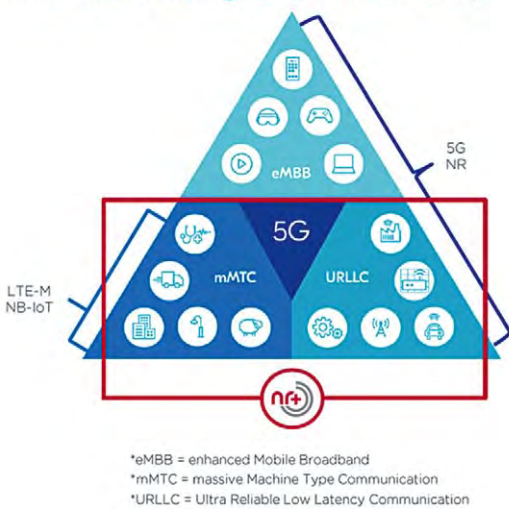 eMBB
5G
NR
5G
mMTC
URLLC
LTE-M
NB-IoT
nr+
*eMBB = enhanced Mobile Broadband
*mMTC = massive Machine Type Communication
*URLLC = Ultra Reliable Low Latency Communication